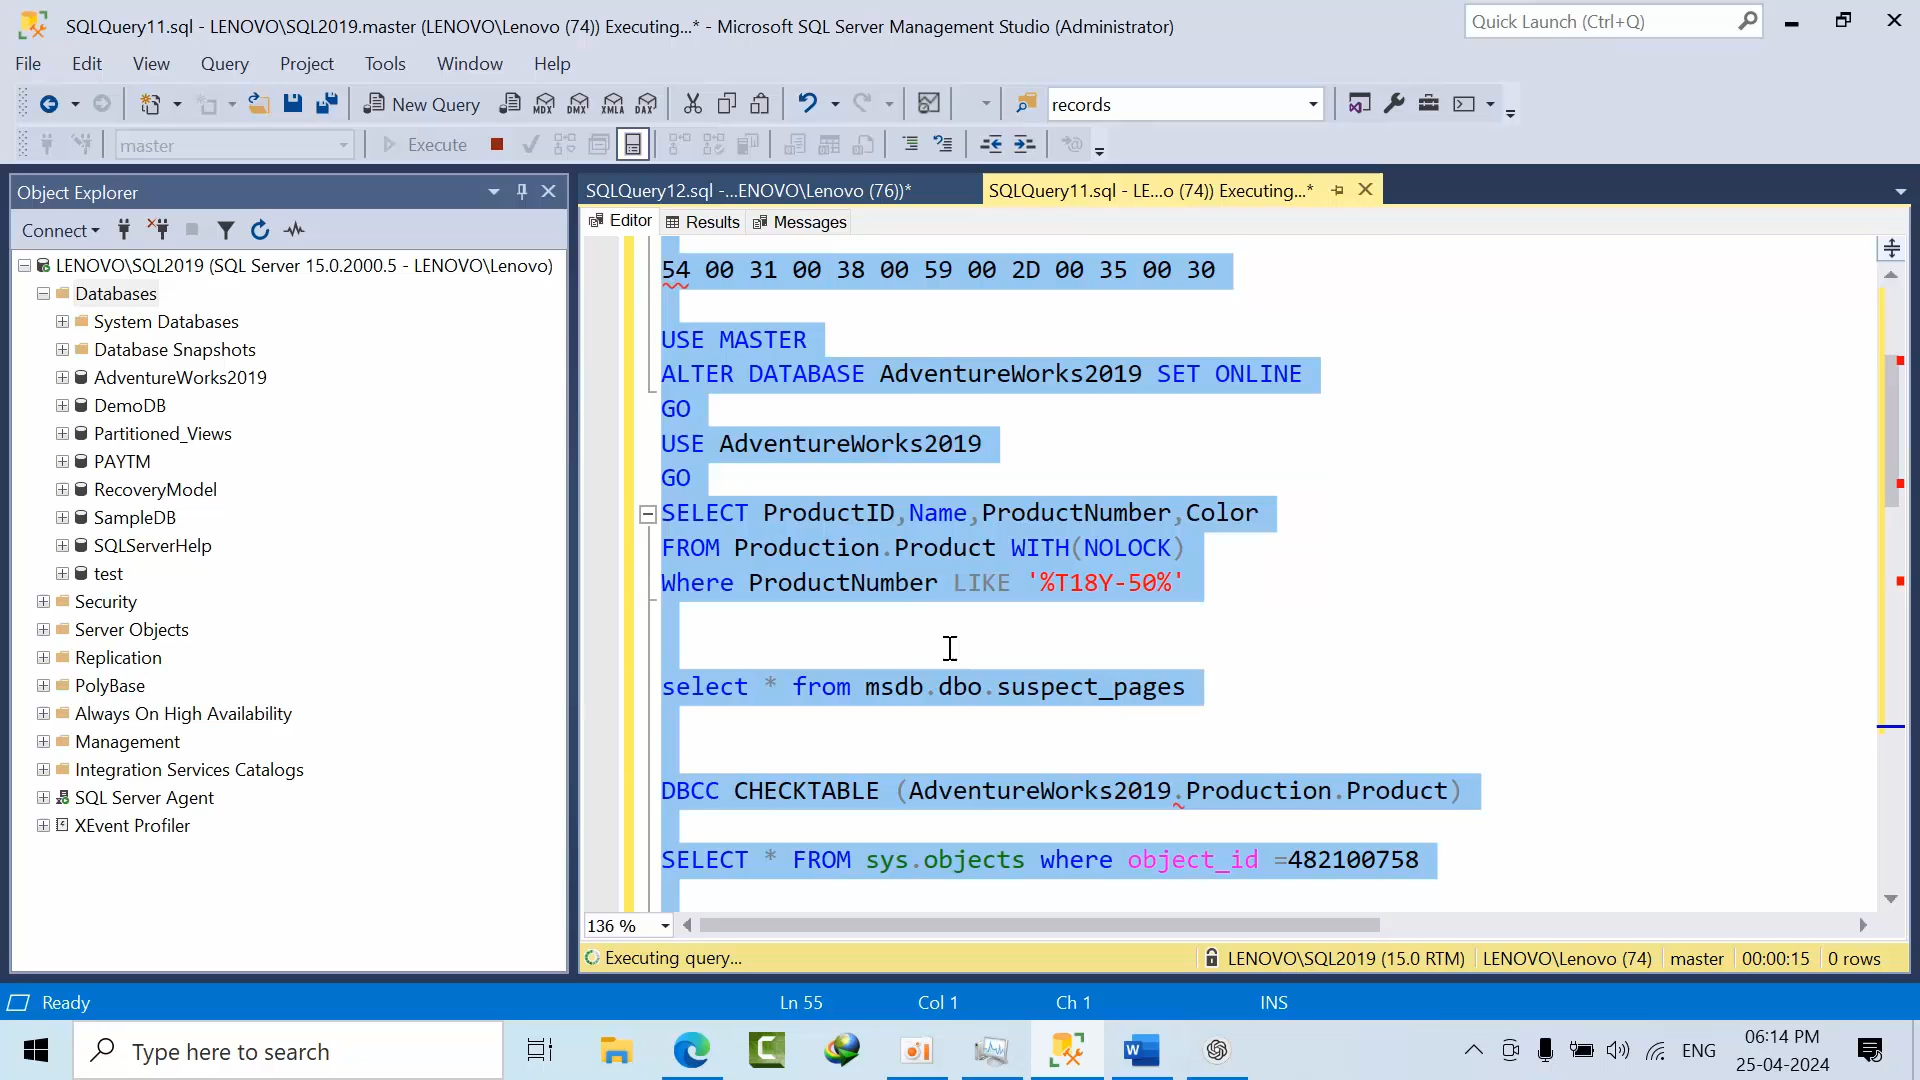 SQLQuery11.sql - LENOVO\SQL2019.master (LENOVO\Lenovo (74)) Executing...* - Microsoft SQL Server Management Studio (Administrator)
Quick Launch (Ctrl+Q)
File Edit View Query Project Tools Window Help
New Query
MDX DMX XMLA DAX
records
master
Execute
Object Explorer
SQLQuery12.sql -...ENOVO\Lenovo (76))*
SQLQuery11.sql - LE...o (74)) Executing...*
Connect
Editor Results Messages
LENOVO\SQL2019 (SQL Server 15.0.2000.5 - LENOVO\Lenovo)
Databases
System Databases
Database Snapshots
AdventureWorks2019
DemoDB
Partitioned_Views
PAYTM
RecoveryModel
SampleDB
SQLServerHelp
test
Security
Server Objects
Replication
PolyBase
Always On High Availability
Management
Integration Services Catalogs
SQL Server Agent
XEvent Profiler
54 00 31 00 38 00 59 00 2D 00 35 00 30
USE MASTER
ALTER DATABASE AdventureWorks2019 SET ONLINE
GO
USE AdventureWorks2019
GO
SELECT ProductID,Name,ProductNumber,Color
FROM Production.Product WITH(NOLOCK)
Where ProductNumber LIKE '%T18Y-50%'
select * from msdb.dbo.suspect_pages
DBCC CHECKTABLE (AdventureWorks2019.Production.Product)
SELECT * FROM sys.objects where object_id =482100758
136 %
Executing query...
LENOVO\SQL2019 (15.0 RTM)
LENOVO\Lenovo (74)
master
00:00:15
0 rows
Ready
Ln 55
Col 1
Ch 1
INS
Type here to search
ENG
06:14 PM
25-04-2024